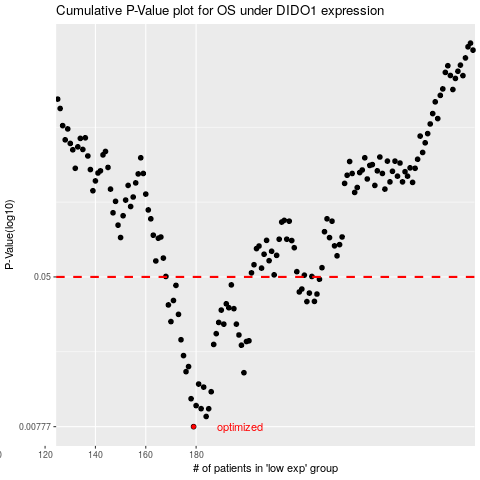 Cumulative P-Value plot for OS under DIDO1 expression
P-Value(log10)
0.05
0.00777
optimized
0 120 140 160 180
# of patients in 'low exp' group